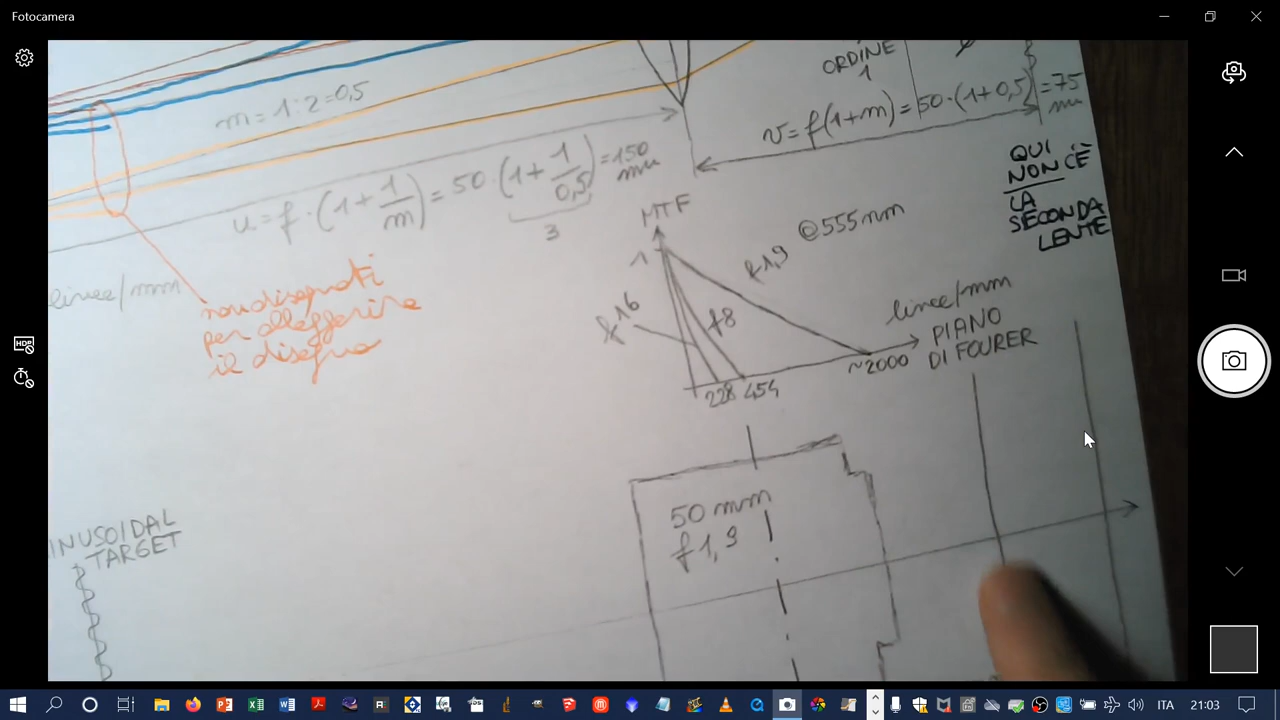 Fotocamera
ORDINE
1
m = 1:2 = 0,5
v = f(1+m) = 50·(1+0,5) = 75
mm
u = f·(1+1/m) = 50·(1+1/0,5) = 150
mm
3
QUI
NON C'È
LA
SECONDA
LENTE
MTF
1
@555nm
f1,9
linee/mm
non disegnati
per alleggerire
il disegno
f16
f8
linee/mm
PIANO
DI FOURER
~2000
228 454
50 mm
f1,9
INUSOIDAL
TARGET
HDR
ITA
21:03